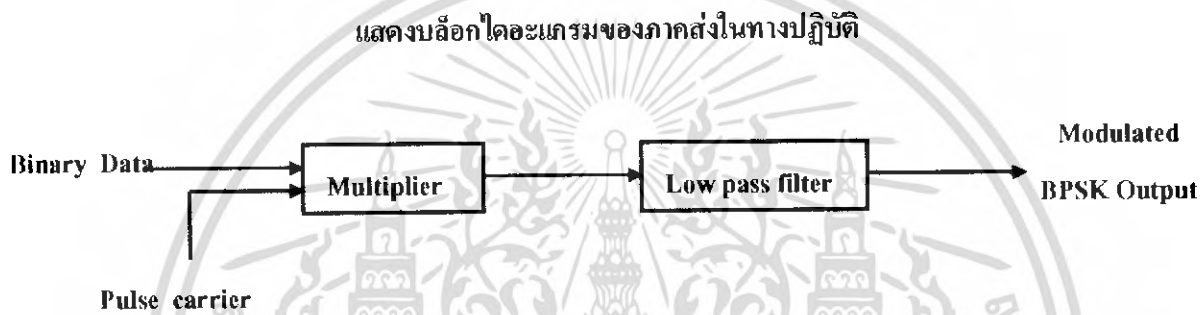 แสดงบล็อกไดอะแกรมของภาคส่งในทางปฏิบัติ
Modulated
Binary Data
Multiplier
Low pass filter
BPSK Output
Pulse carrier